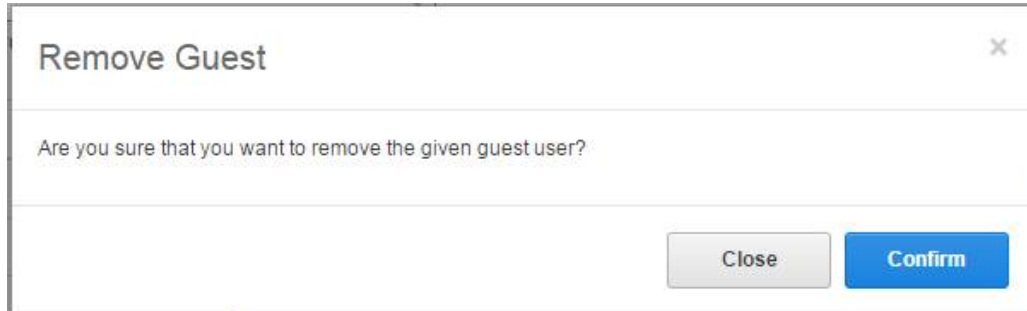 Remove Guest
×
Are you sure that you want to remove the given guest user?
Close Confirm